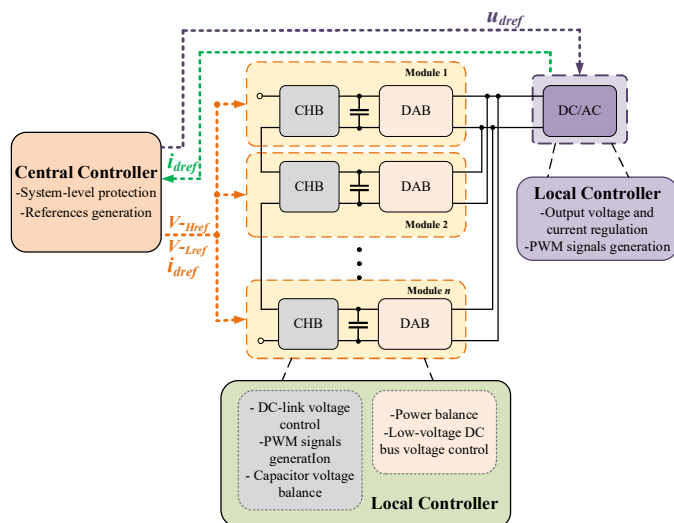 u_dref
Module 1
CHB
DAB
DC/AC
Central Controller
-System-level protection
-References generation
i_dref
CHB
DAB
Module 2
V-_Href
V-_Lref
i_dref
Local Controller
-Output voltage and
current regulation
-PWM signals generation
Module n
CHB
DAB
- DC-link voltage
control
-PWM signals
generatIon
- Capacitor voltage
balance
-Power balance
-Low-voltage DC
bus voltage control
Local Controller